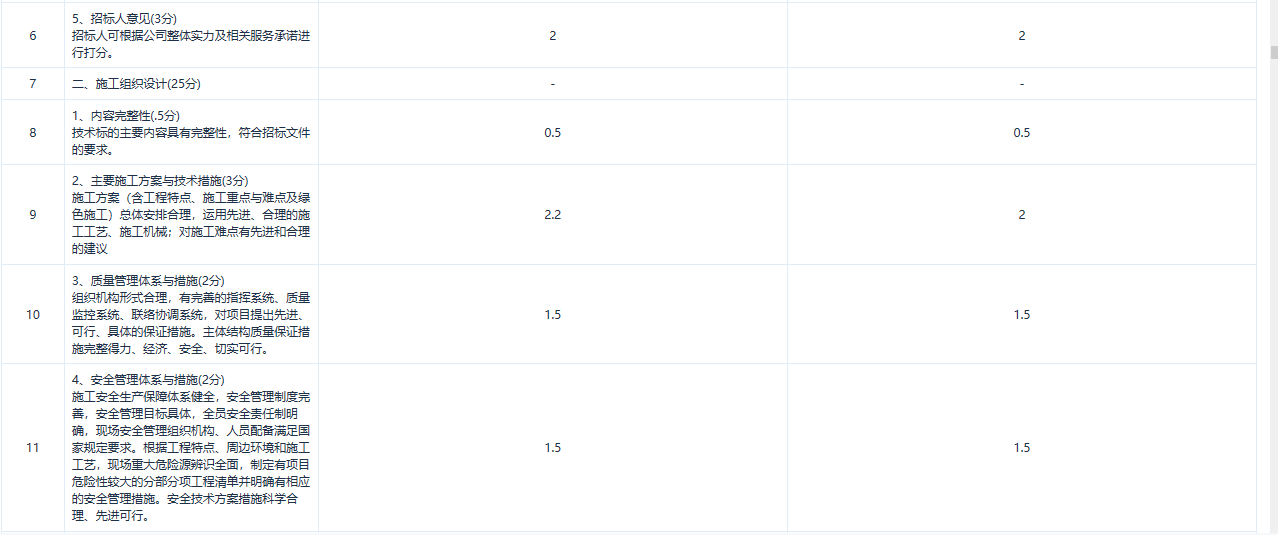 5、招标人意见(3分)
6
招标人可根据公司整体实力及相关服务承诺进
2
2
行打分。
7
二、施工组织设计(25分)
-
-
1、内容完整性(.5分)
8
技术标的主要内容具有完整性，符合招标文件
0.5
0.5
的要求。
2、主要施工方案与技术措施(3分)
施工方案（含工程特点、施工重点与难点及绿
9
色施工）总体安排合理，运用先进、合理的施
2.2
2
工工艺、施工机械；对施工难点有先进和合理
的建议
3、质量管理体系与措施(2分)
组织机构形式合理，有完善的指挥系统、质量
10
监控系统、联络协调系统，对项目提出先进、
1.5
1.5
可行、具体的保证措施。主体结构质量保证措
施完整得力、经济、安全、切实可行。
4、安全管理体系与措施(2分)
施工安全生产保障体系健全，安全管理制度完
善，安全管理目标具体，全员安全责任制明
确，现场安全管理组织机构、人员配备满足国
11
家规定要求。根据工程特点、周边环境和施工
1.5
1.5
工艺，现场重大危险源辨识全面，制定有项目
危险性较大的分部分项工程清单并明确有相应
的安全管理措施。安全技术方案措施科学合
理、先进可行。